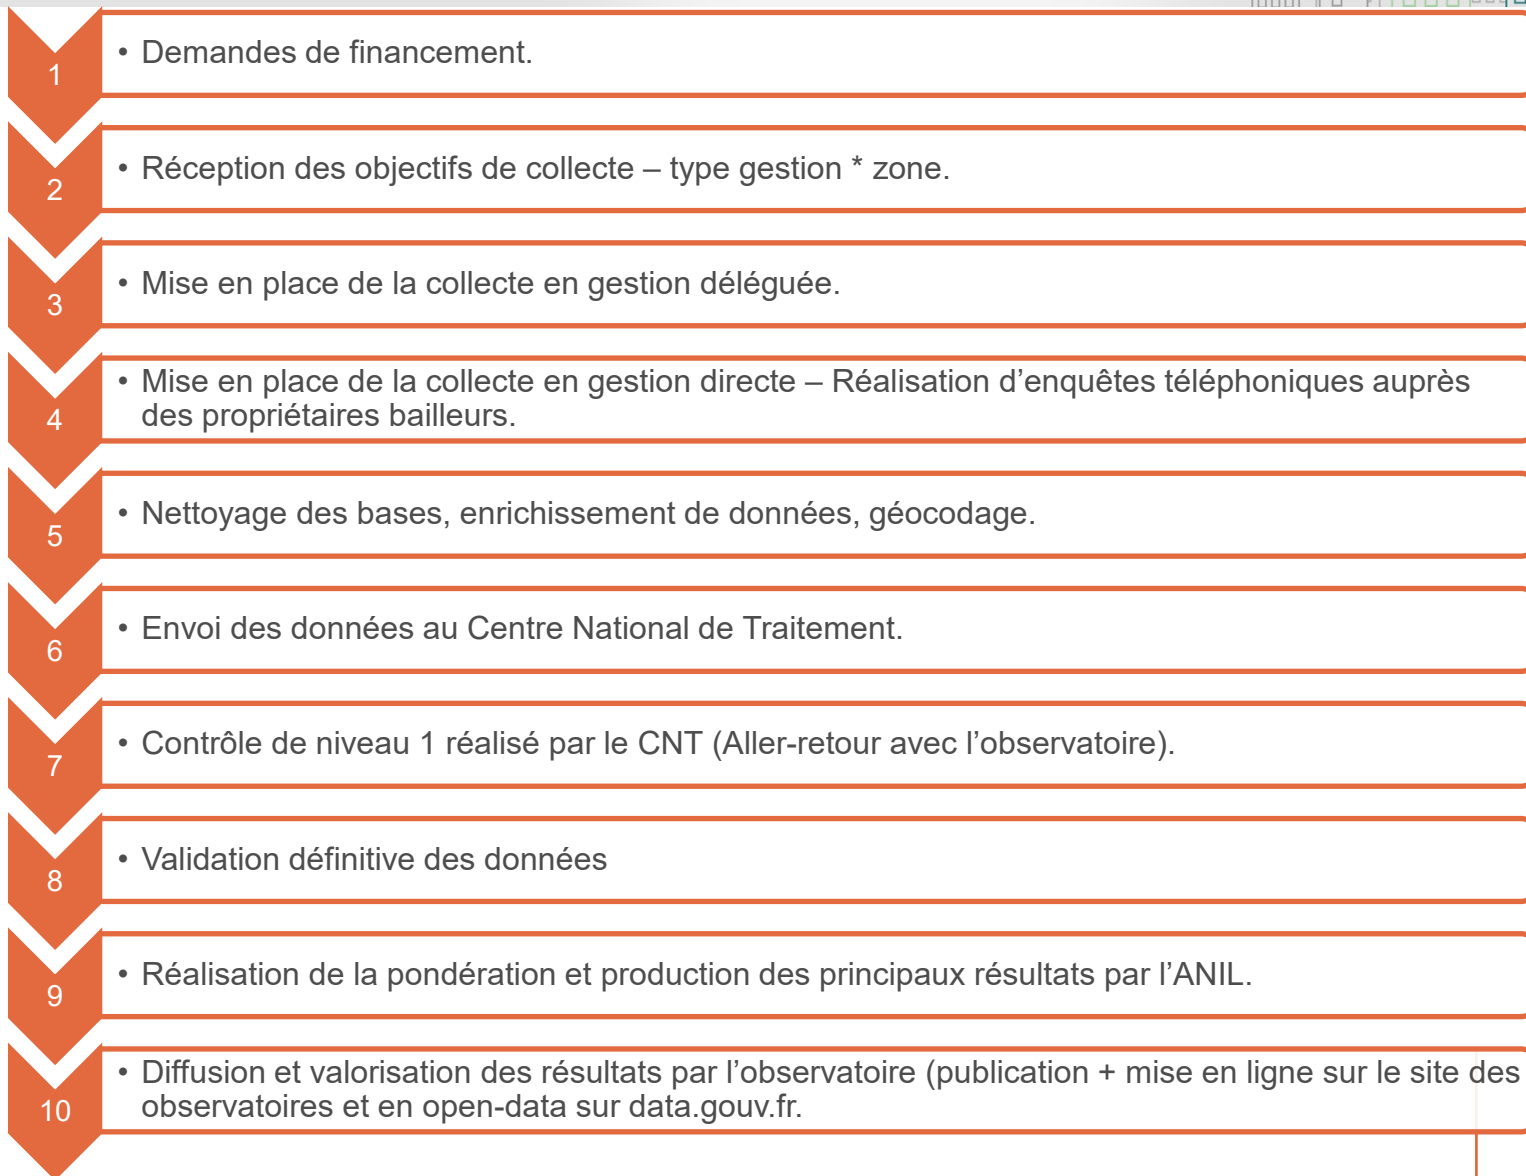 1
• Demandes de financement.
2
• Réception des objectifs de collecte – type gestion * zone.
3
• Mise en place de la collecte en gestion déléguée.
4
• Mise en place de la collecte en gestion directe – Réalisation d’enquêtes téléphoniques auprès
des propriétaires bailleurs.
5
• Nettoyage des bases, enrichissement de données, géocodage.
6
• Envoi des données au Centre National de Traitement.
7
• Contrôle de niveau 1 réalisé par le CNT (Aller-retour avec l’observatoire).
8
• Validation définitive des données
9
• Réalisation de la pondération et production des principaux résultats par l’ANIL.
10
• Diffusion et valorisation des résultats par l’observatoire (publication + mise en ligne sur le site des
observatoires et en open-data sur data.gouv.fr.